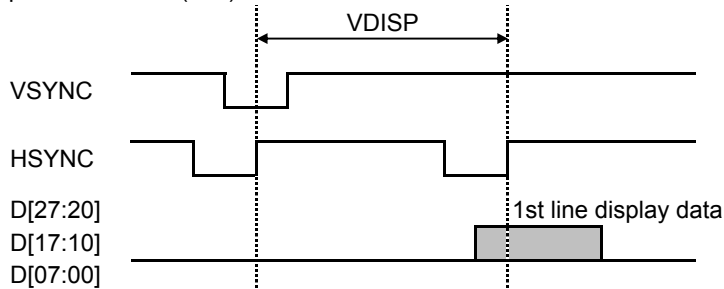 VDISP
VSYNC
HSYNC
D[27:20]
1st line display data
D[17:10]
D[07:00]